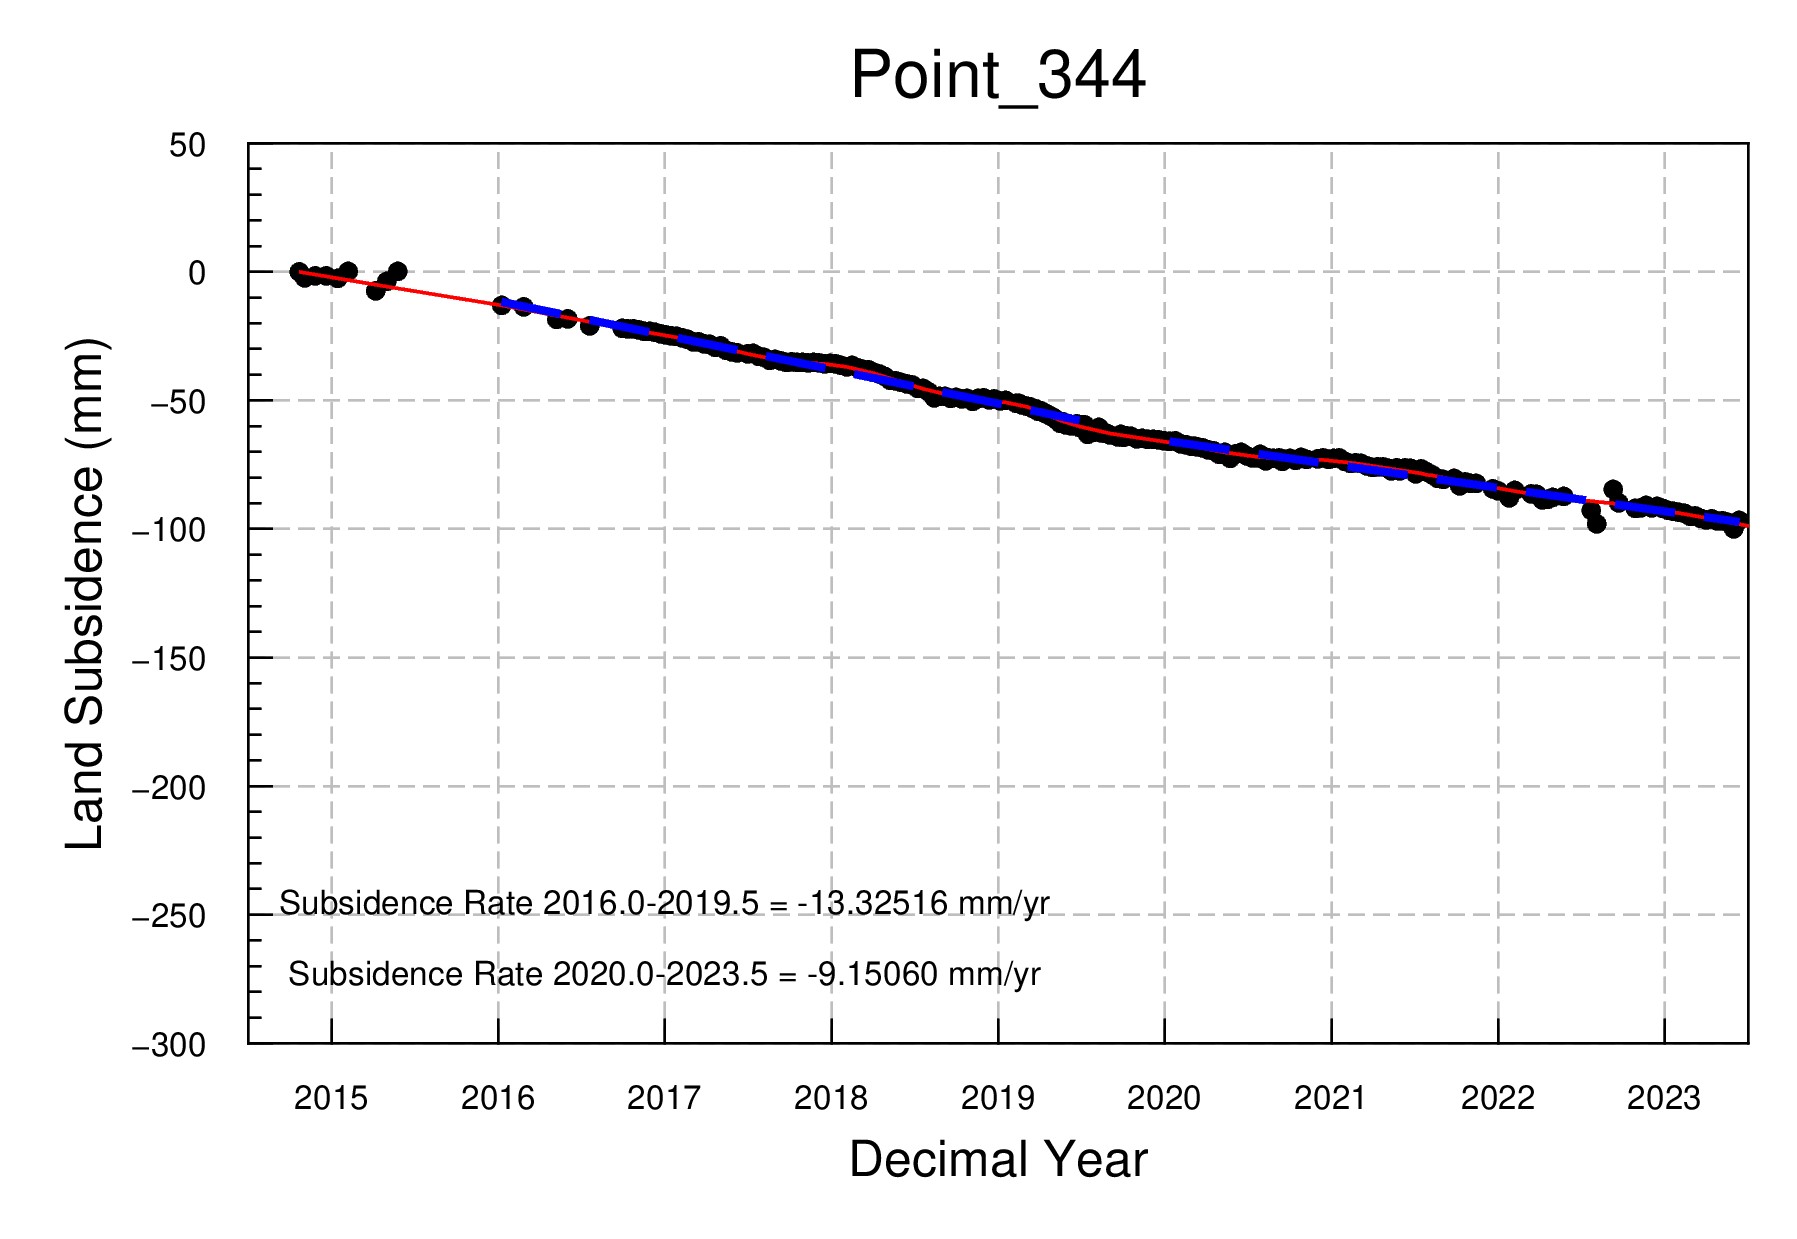 Point_344
50
0
−50
−100
−150
−200
−250
−300
Land Subsidence (mm)
Subsidence Rate 2016.0-2019.5 = -13.32516 mm/yr
Subsidence Rate 2020.0-2023.5 = -9.15060 mm/yr
2015 2016 2017 2018 2019 2020 2021 2022 2023
Decimal Year